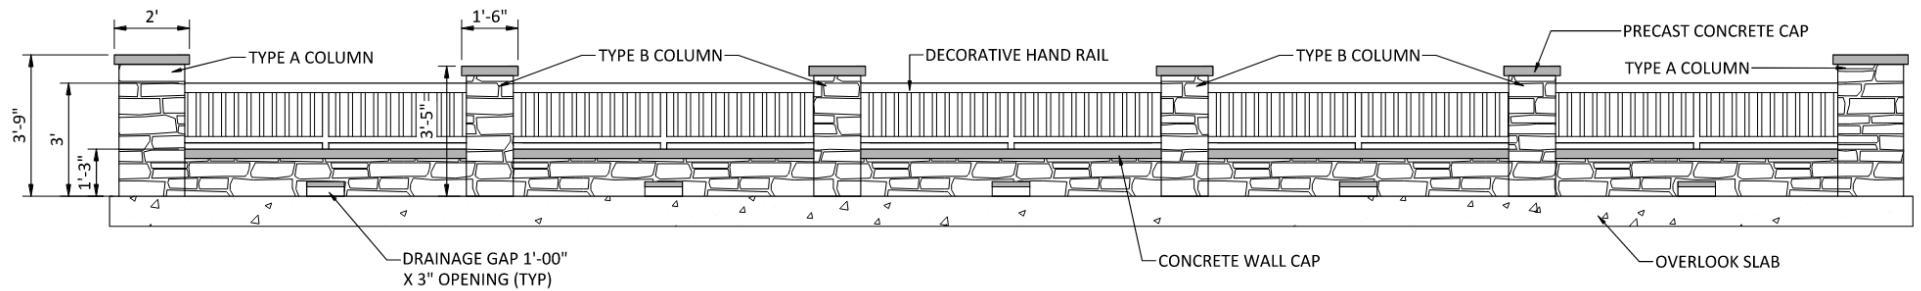 2'
1'-6"
PRECAST CONCRETE CAP
TYPE A COLUMN
TYPE B COLUMN
DECORATIVE HAND RAIL
TYPE B COLUMN
TYPE A COLUMN
3'-9"
3'
1'-3"
3'-5"
DRAINAGE GAP 1'-00"
X 3" OPENING (TYP)
CONCRETE WALL CAP
OVERLOOK SLAB